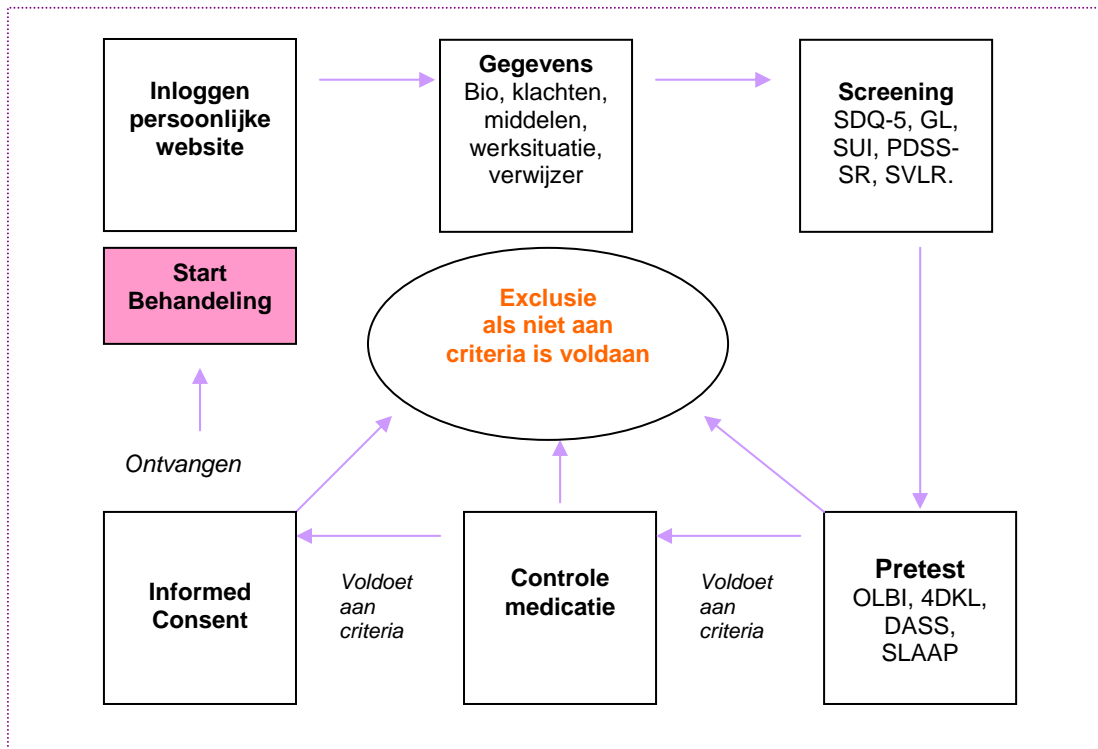 Inloggen
persoonlijke
website
Gegevens
Bio, klachten,
middelen,
werksituatie,
verwijzer
Screening
SDQ-5, GL,
SUI, PDSS-
SR, SVLR.
Start
Behandeling
Exclusie
als niet aan
criteria is voldaan
Ontvangen
Informed
Consent
Voldoet
aan
criteria
Controle
medicatie
Voldoet
aan
criteria
Pretest
OLBI, 4DKL,
DASS,
SLAAP